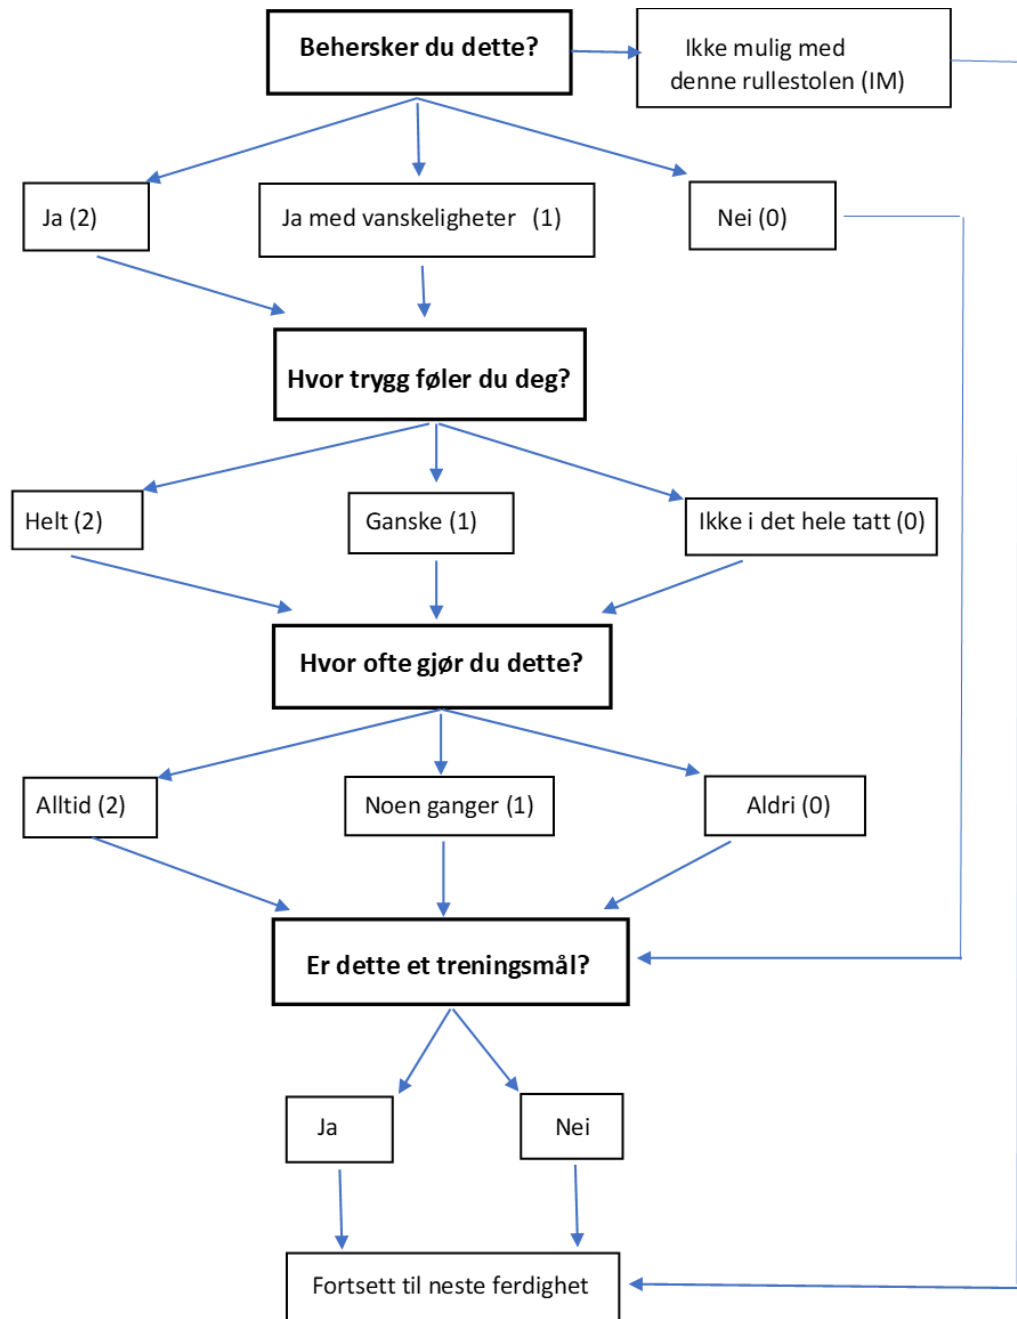 Behersker du dette?
Ikke mulig med
denne rullestolen (IM)
Ja (2)
Ja med vanskeligheter (1)
Nei (0)
Hvor trygg føler du deg?
Helt (2)
Ganske (1)
Ikke i det hele tatt (0)
Hvor ofte gjør du dette?
Alltid (2)
Noen ganger (1)
Aldri (0)
Er dette et treningsmål?
Ja
Nei
Fortsett til neste ferdighet